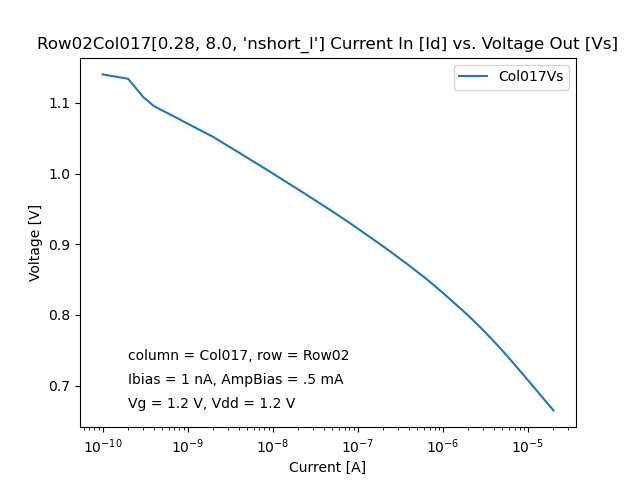 Row02Col017[0.28, 8.0, 'nshort_l'] Current In [Id] vs. Voltage Out [Vs]
Col017Vs
1.1
1.0
0.9
0.8
0.7
Voltage [V]
column = Col017, row = Row02
Ibias = 1 nA, AmpBias = .5 mA
Vg = 1.2 V, Vdd = 1.2 V
10⁻¹⁰ 10⁻⁹ 10⁻⁸ 10⁻⁷ 10⁻⁶ 10⁻⁵
Current [A]